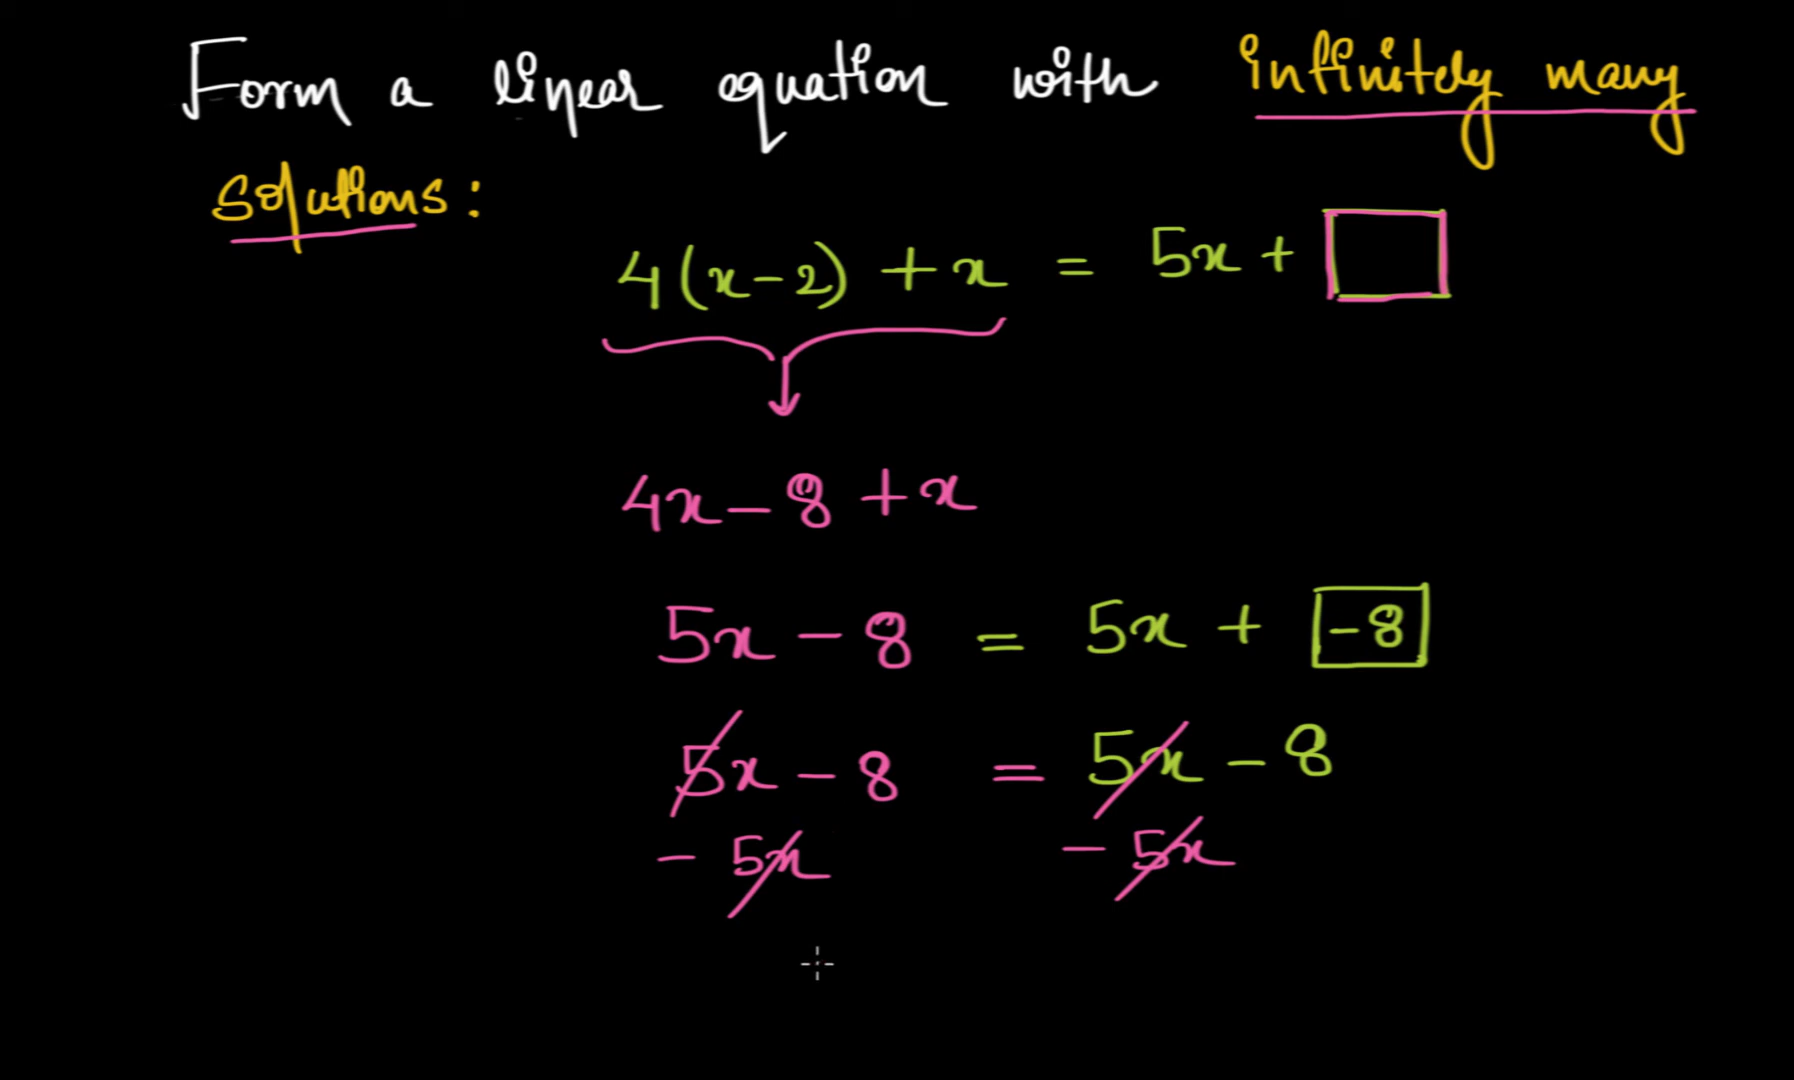 Form a linear equation with infinitely many
solutions:
4(x-2) + x = 5x + □
4x - 8 + x
5x - 8 = 5x + -8
5x - 8 = 5x - 8
- 5x - 5x